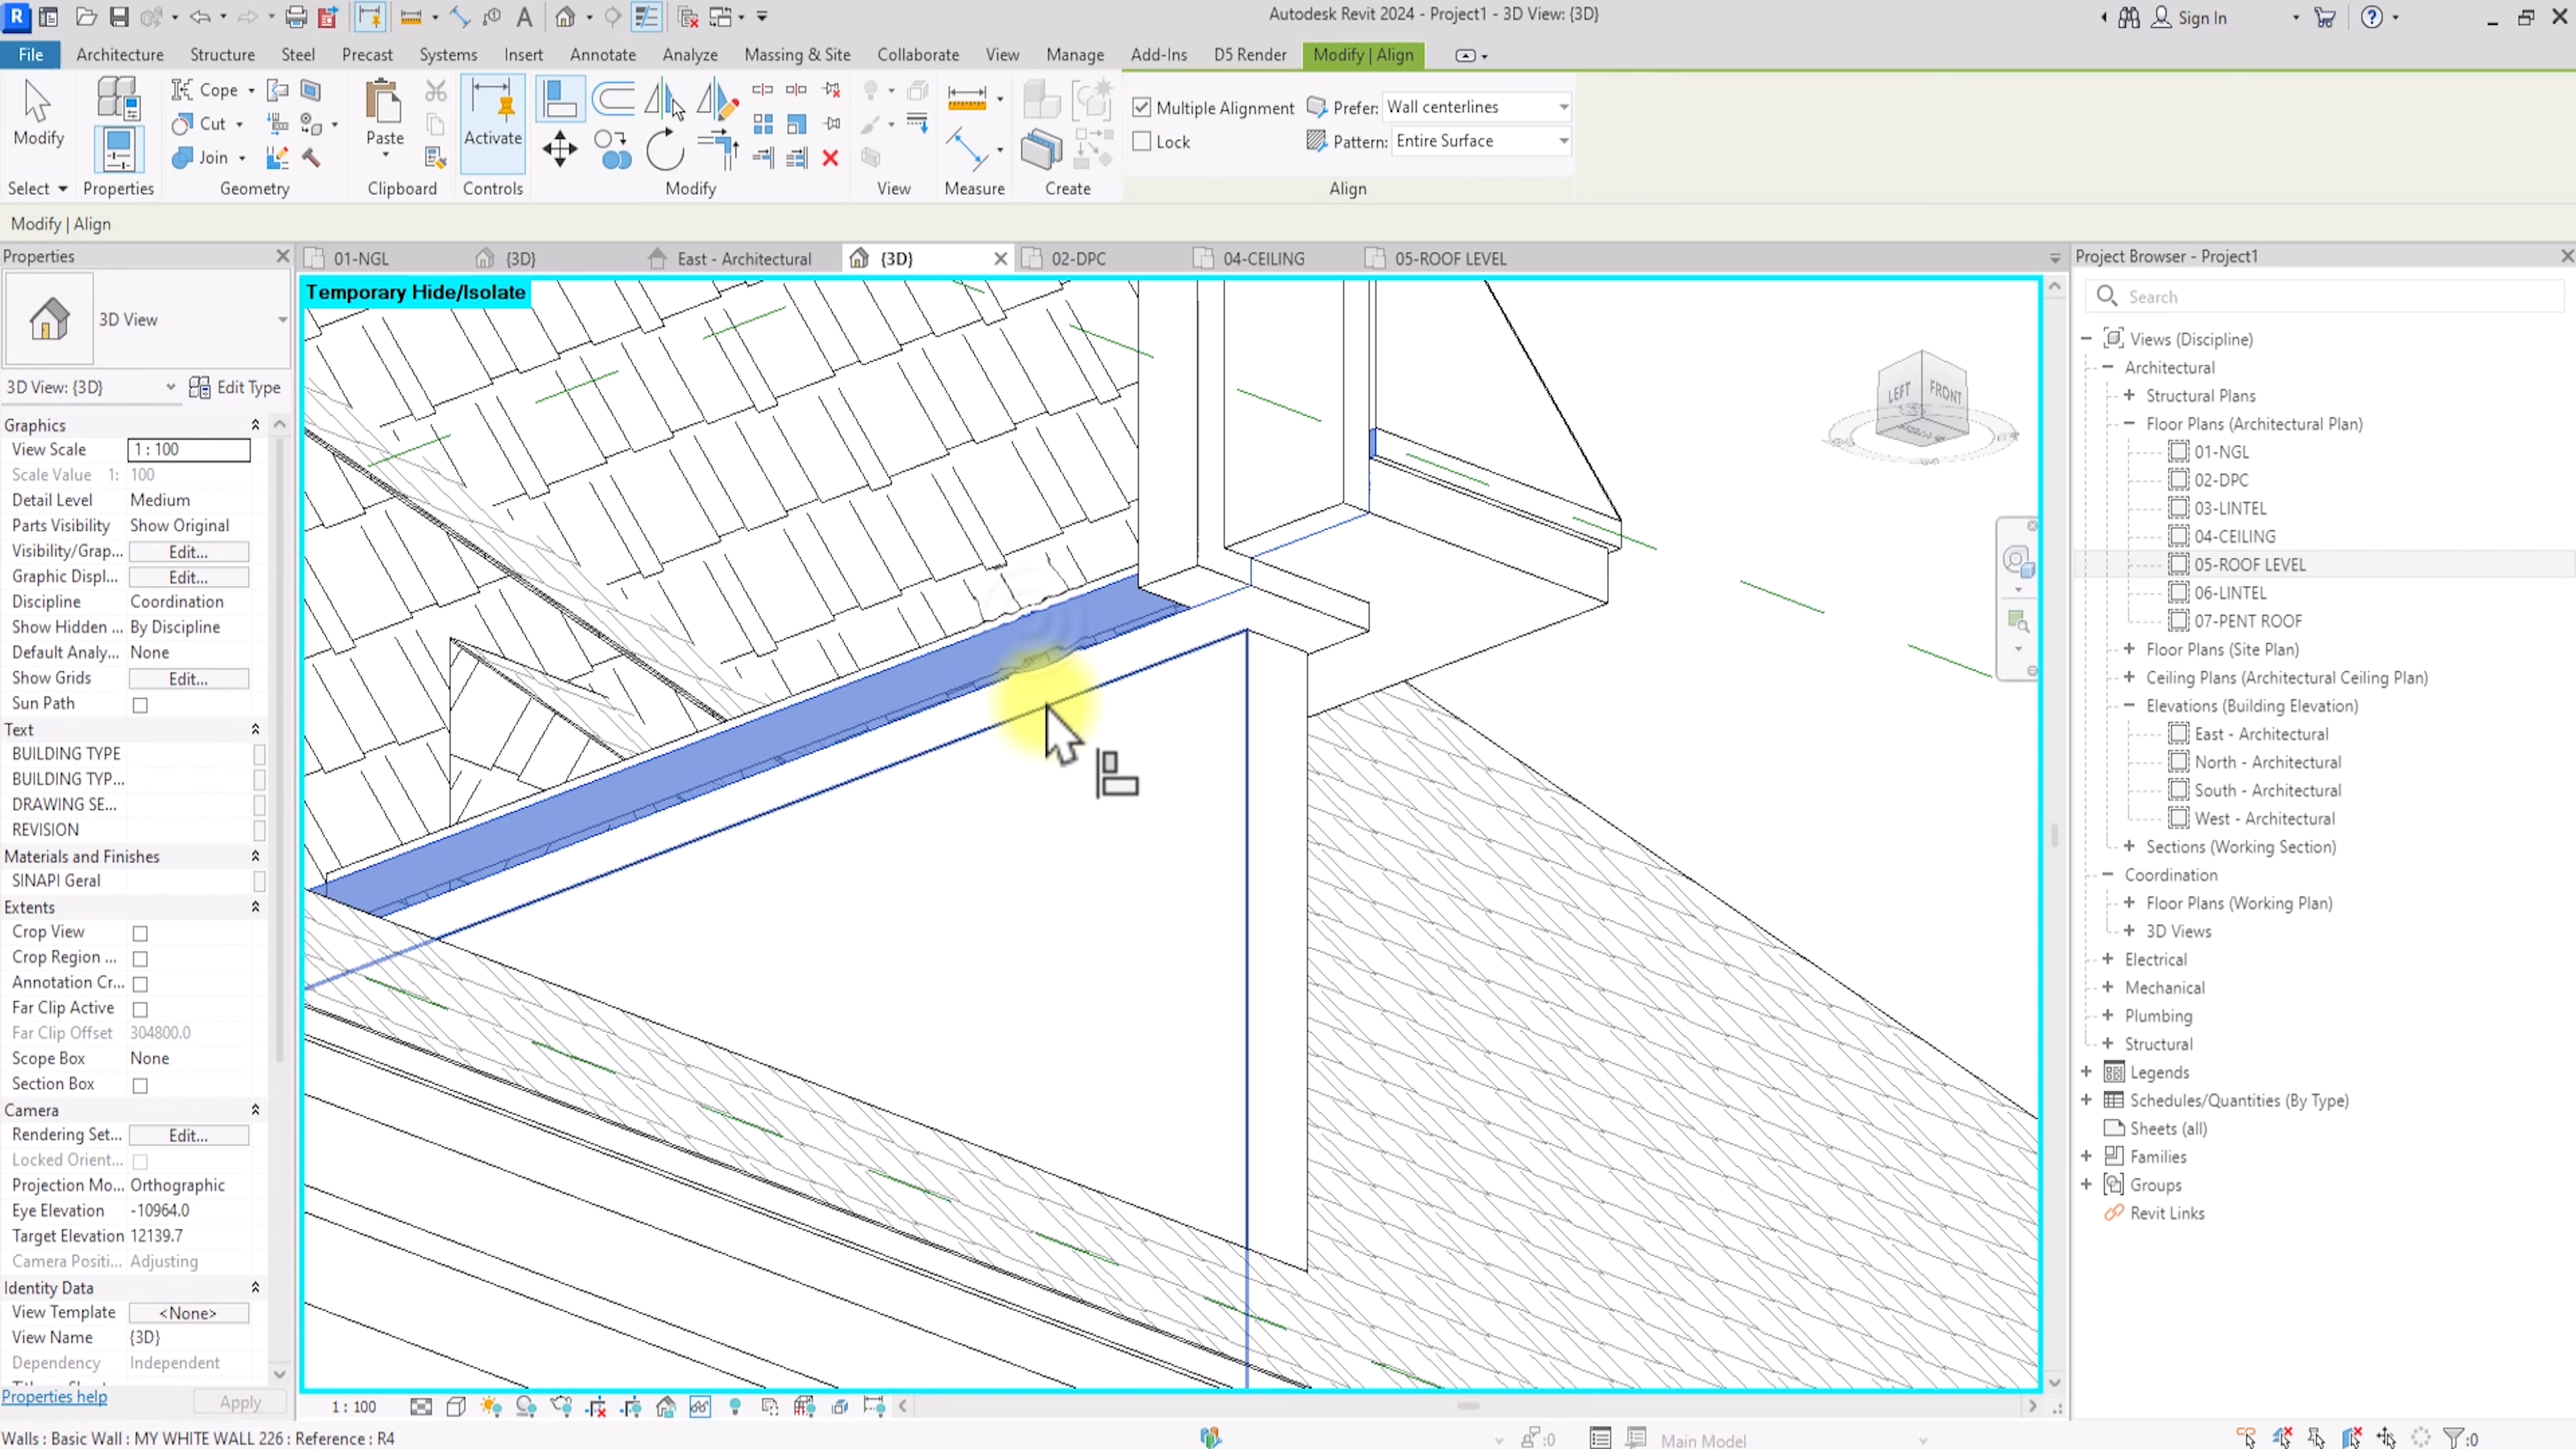 Autodesk Revit 2024 - Project1 - 3D View: {3D}
Sign In
File
Architecture
Structure
Steel
Precast
Systems
Insert
Annotate
Analyze
Massing & Site
Collaborate
View
Manage
Add-Ins
D5 Render
Modify | Align
Modify
Cope
Cut
Join
Paste
Activate
Multiple Alignment
Prefer: Wall centerlines
Lock
Pattern: Entire Surface
Select
Properties
Geometry
Clipboard
Controls
Modify
View
Measure
Create
Align
Modify | Align
Properties
01-NGL
{3D}
East - Architectural
{3D}
02-DPC
04-CEILING
05-ROOF LEVEL
Project Browser - Project1
Temporary Hide/Isolate
Search
3D View
3D View: {3D}
Edit Type
Graphics
View Scale 1 : 100
Scale Value 1: 100
Detail Level Medium
Parts Visibility Show Original
Visibility/Grap... Edit...
Graphic Displ... Edit...
Discipline Coordination
Show Hidden ... By Discipline
Default Analy... None
Show Grids Edit...
Sun Path
Text
BUILDING TYPE
BUILDING TYP...
DRAWING SE...
REVISION
Materials and Finishes
SINAPI Geral
Extents
Crop View
Crop Region ...
Annotation Cr...
Far Clip Active
Far Clip Offset 304800.0
Scope Box None
Section Box
Camera
Rendering Set... Edit...
Locked Orient...
Projection Mo... Orthographic
Eye Elevation -10964.0
Target Elevation 12139.7
Camera Positi... Adjusting
Identity Data
View Template <None>
View Name {3D}
Dependency Independent
Properties help
Apply
LEFT
FRONT
Views (Discipline)
Architectural
Structural Plans
Floor Plans (Architectural Plan)
01-NGL
02-DPC
03-LINTEL
04-CEILING
05-ROOF LEVEL
06-LINTEL
07-PENT ROOF
Floor Plans (Site Plan)
Ceiling Plans (Architectural Ceiling Plan)
Elevations (Building Elevation)
East - Architectural
North - Architectural
South - Architectural
West - Architectural
Sections (Working Section)
Coordination
Floor Plans (Working Plan)
3D Views
Electrical
Mechanical
Plumbing
Structural
Legends
Schedules/Quantities (By Type)
Sheets (all)
Families
Groups
Revit Links
1 : 100
Walls : Basic Wall : MY WHITE WALL 226 : Reference : R4
:0
Main Model
:0